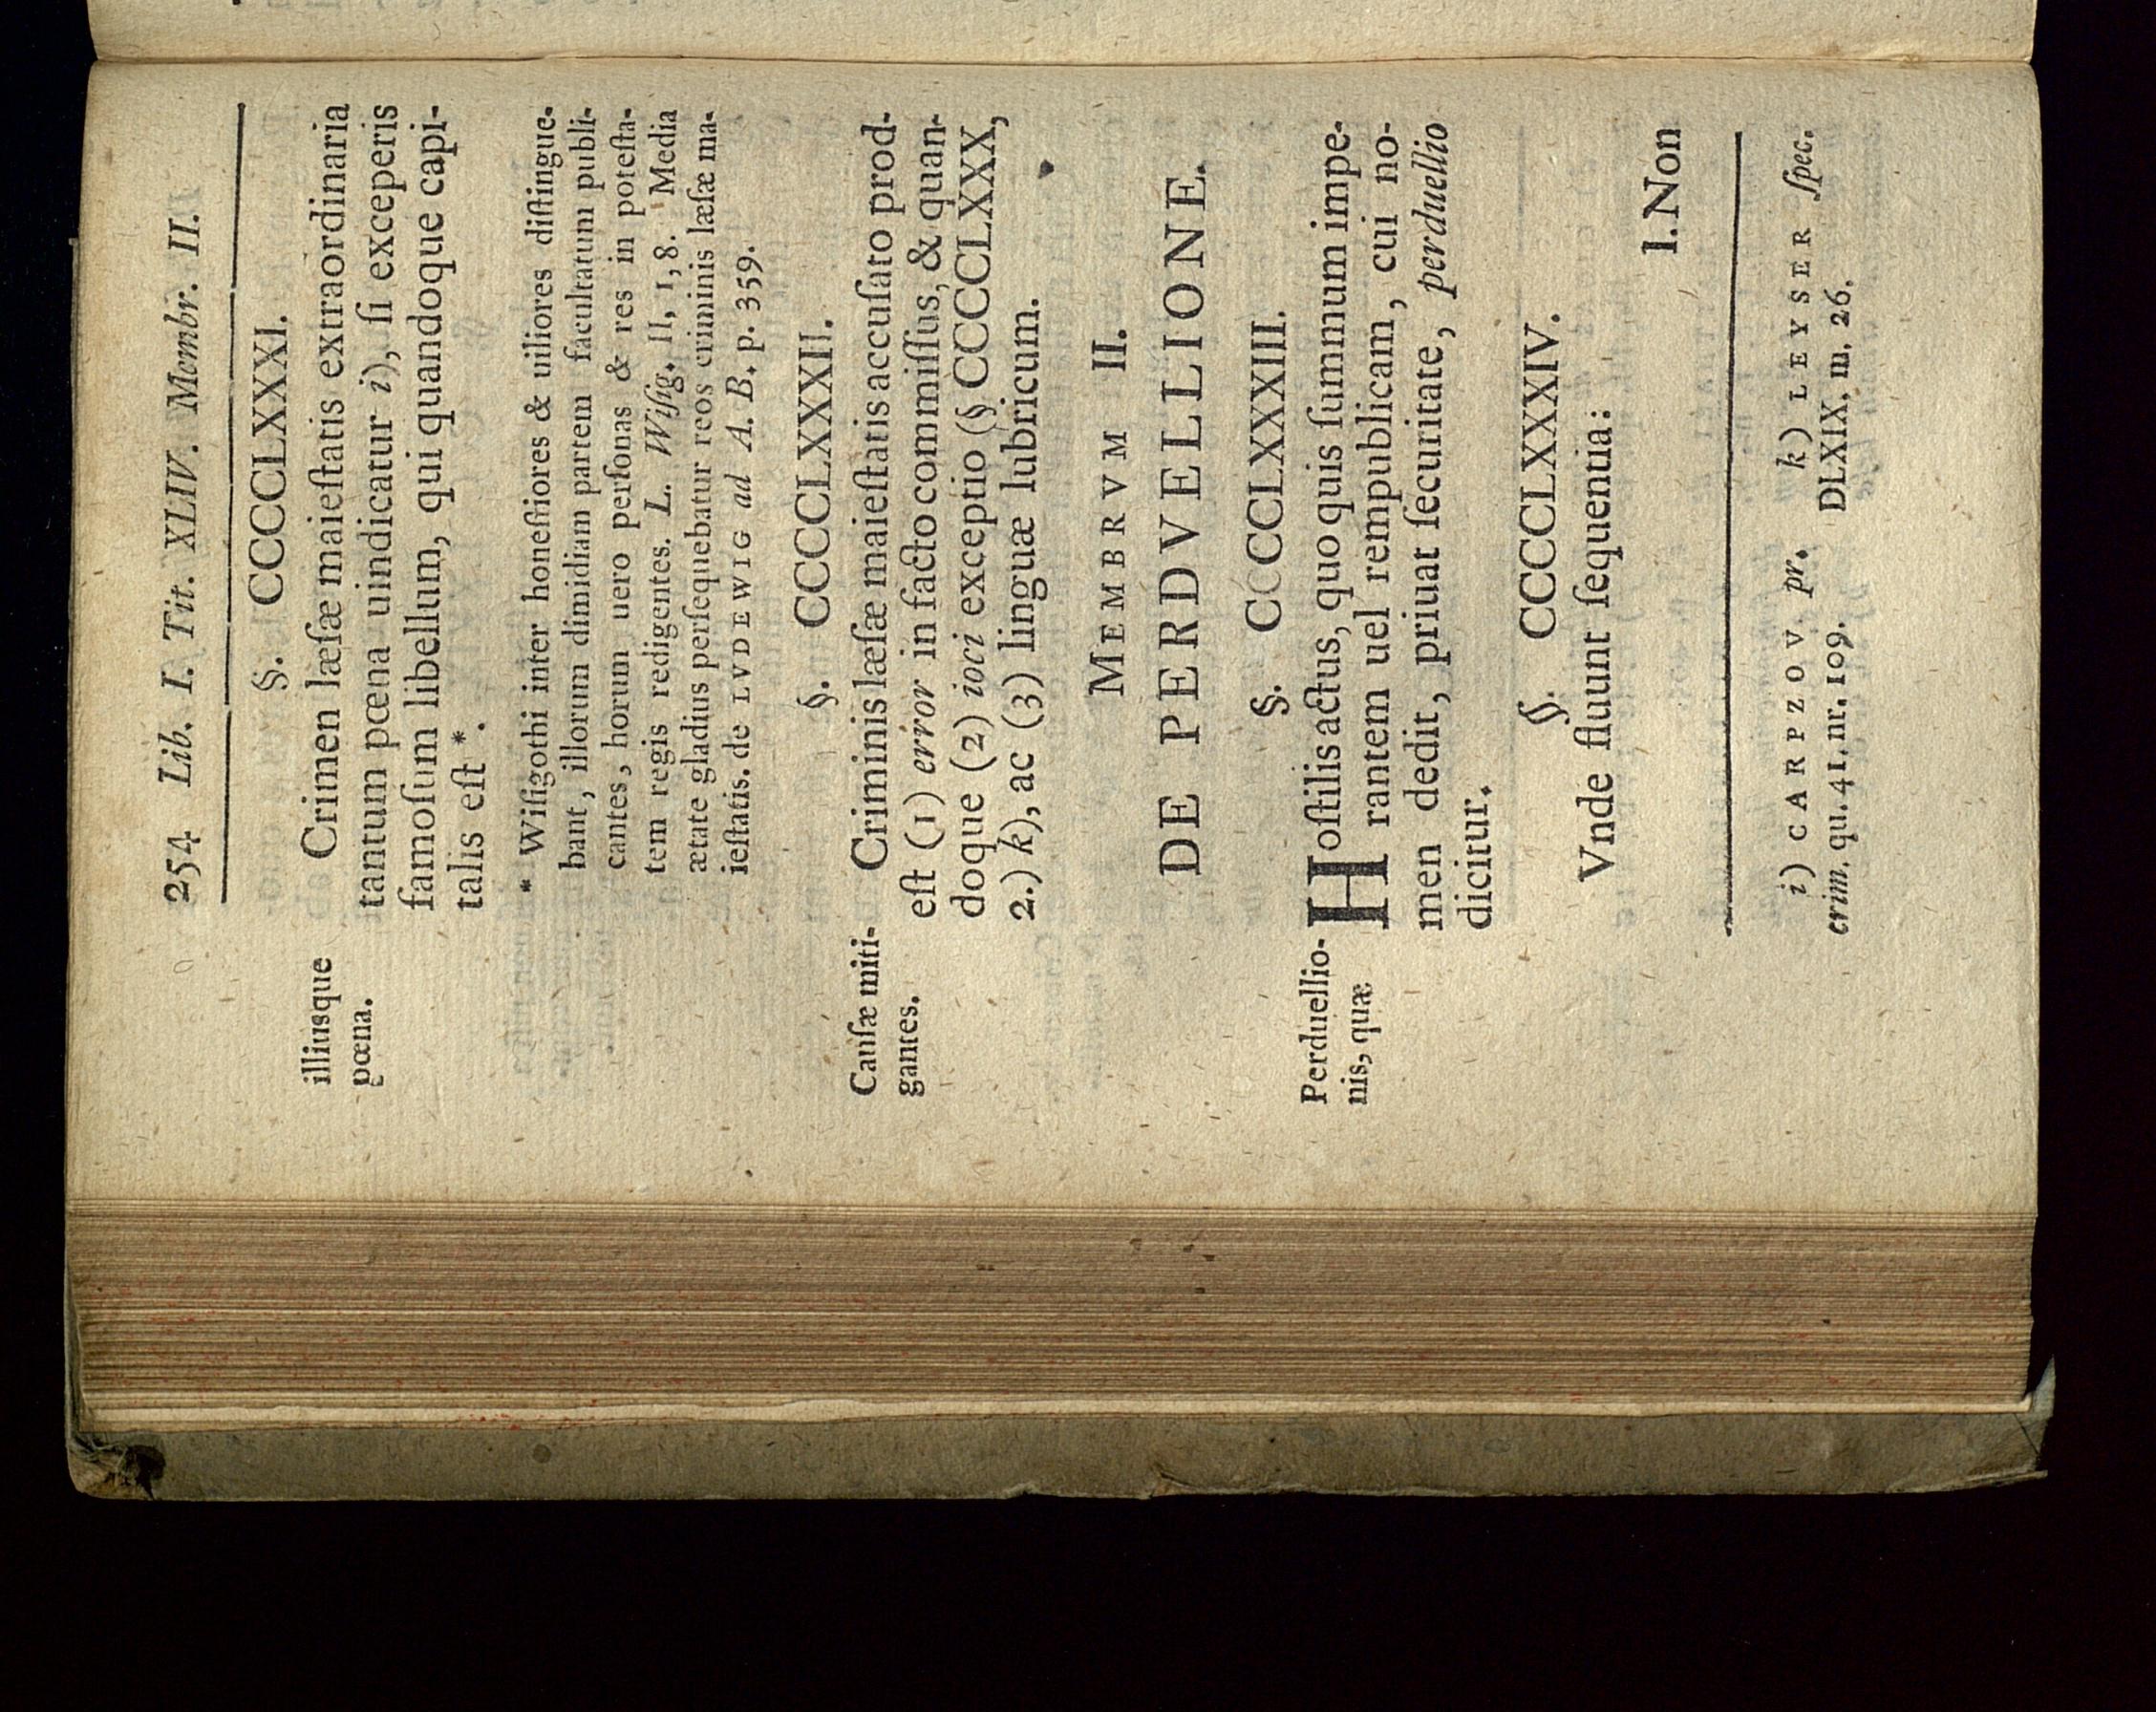 254 Lib. I. Tit. XLIV. Membr. II.
§. CCCCLXXXI.
illiusque
pœna.
Crimen læſæ maieſtatis extraordinaria
tantum pœna uindicatur i), ſi exceperis
famoſum libellum, qui quandoque capi-
talis eſt *.
* Wiſigothi inter honeſtiores & uiliores diſtingue-
bant, illorum dimidiam partem facultatum publi-
cantes, horum uero perſonas & res in poteſta-
tem regis redigentes. L. Wiſig. II, 1, 8. Media
ætate gladius perſequebatur reos criminis læſæ ma-
ieſtatis. de LVDEWIG ad A. B. p. 359.
§. CCCCLXXXII.
Cauſæ miti-
gantes.
Criminis læſæ maieſtatis accuſato prod-
eſt (1) error in facto commiſſus, & quan-
doque (2) ioci exceptio (§ CCCCLXXX,
2.) k), ac (3) linguæ lubricum.
MEMBRVM II.
DE PERDVELLIONE.
§. CCCCLXXXIII.
Perduellio-
nis, quæ
Hoſtilis actus, quo quis ſummum impe-
rantem uel rempublicam, cui no-
men dedit, priuat ſecuritate, perduellio
dicitur.
§. CCCCLXXXIV.
Vnde fluunt ſequentia:
I. Non
i) CARPZOV. pr.
crim. qu. 41. nr. 109.
k) LEYSER ſpec.
DLXIX, m. 26.